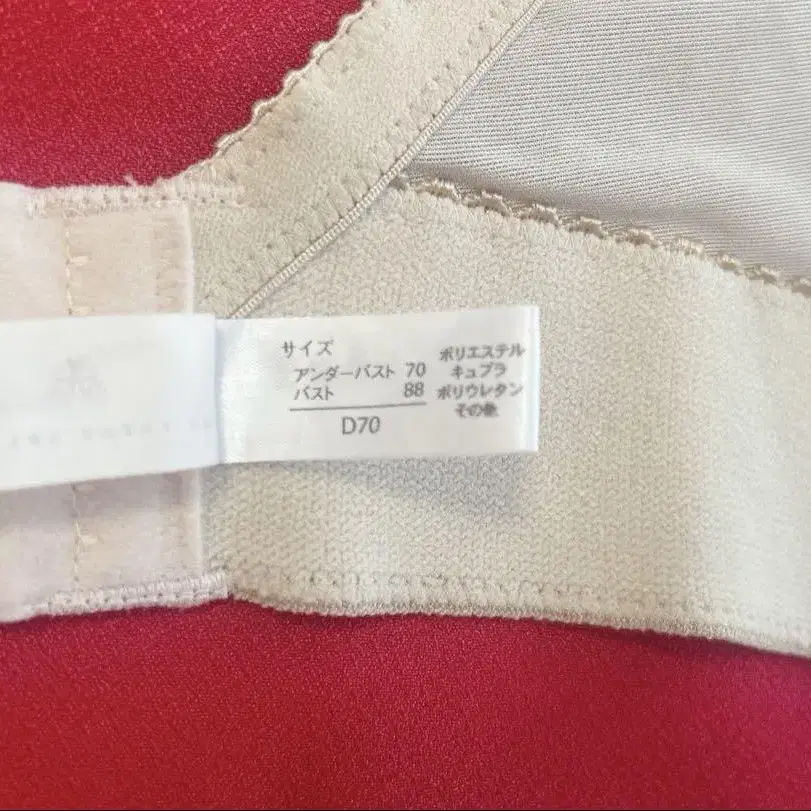 サイズ
アンダーバスト 70
バスト 88
D70
ポリエステル
キュプラ
ポリウレタン
その他